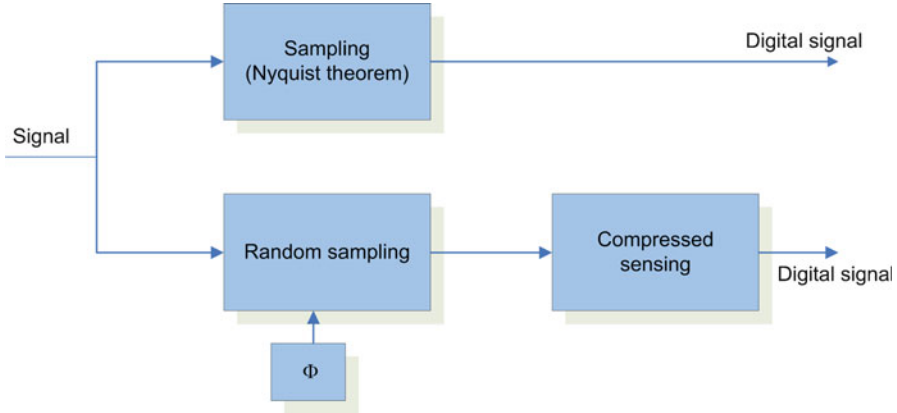 Sampling
(Nyquist theorem)
Digital signal
Signal
Random sampling
Compressed
sensing
Digital signal
Φ